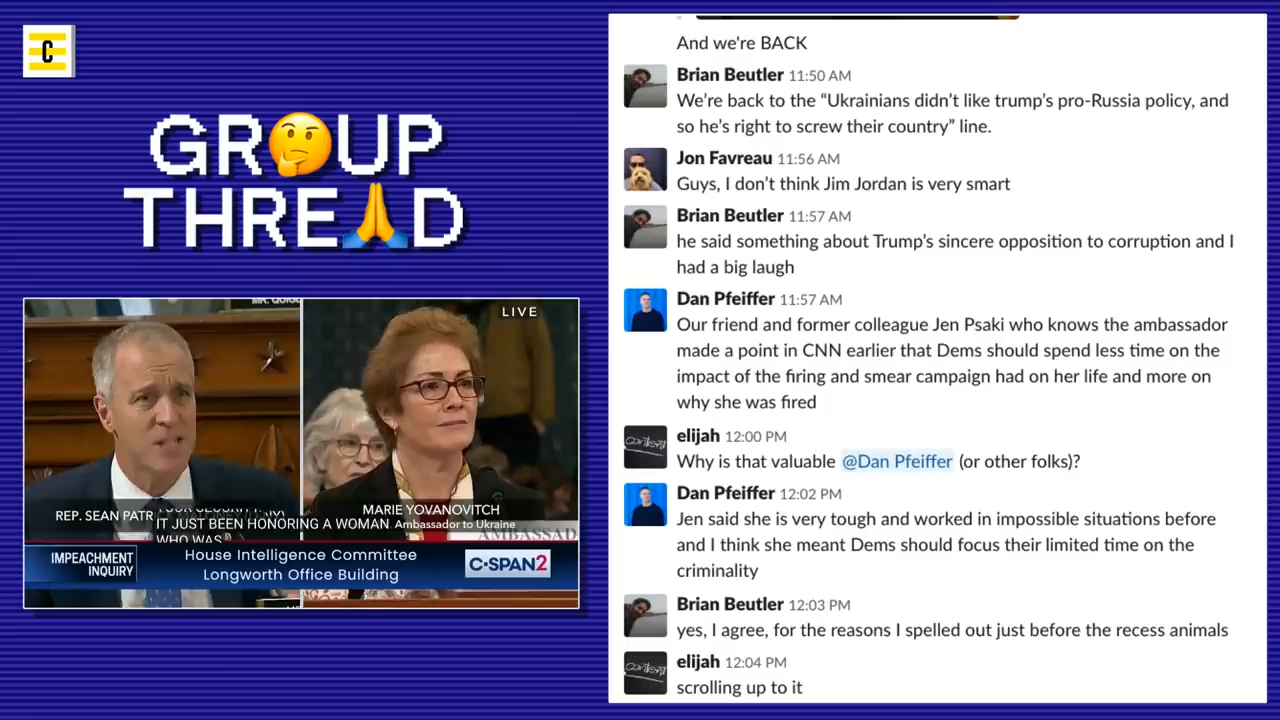 C
GROUP
THREAD
MR. QUIGL
LIVE
REP. SEAN PATR
IT JUST BEEN HONORING A WOMAN
WHO WAS
MARIE YOVANOVITCH
Ambassador to Ukraine
IMPEACHMENT
INQUIRY
House Intelligence Committee
Longworth Office Building
C-SPAN2
And we're BACK
Brian Beutler 11:50 AM
We're back to the “Ukrainians didn't like trump's pro-Russia policy, and
so he's right to screw their country” line.
Jon Favreau 11:56 AM
Guys, I don't think Jim Jordan is very smart
Brian Beutler 11:57 AM
he said something about Trump's sincere opposition to corruption and I
had a big laugh
Dan Pfeiffer 11:57 AM
Our friend and former colleague Jen Psaki who knows the ambassador
made a point in CNN earlier that Dems should spend less time on the
impact of the firing and smear campaign had on her life and more on
why she was fired
elijah 12:00 PM
Why is that valuable @Dan Pfeiffer (or other folks)?
Dan Pfeiffer 12:02 PM
Jen said she is very tough and worked in impossible situations before
and I think she meant Dems should focus their limited time on the
criminality
Brian Beutler 12:03 PM
yes, I agree, for the reasons I spelled out just before the recess animals
elijah 12:04 PM
scrolling up to it